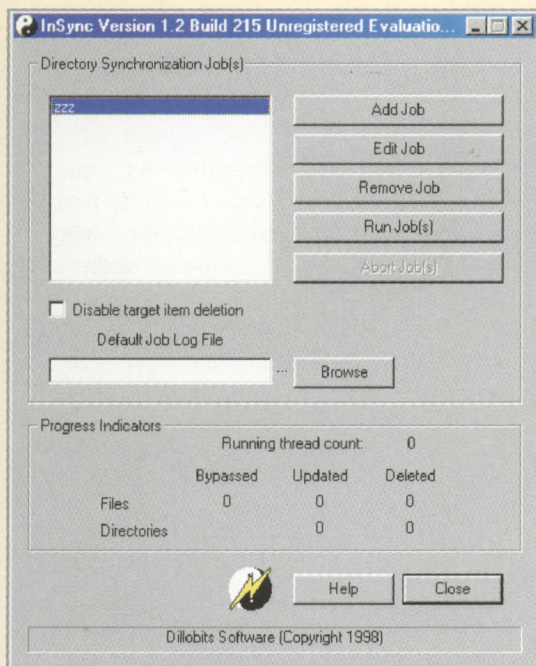 InSync Version 1.2 Build 215 Unregistered Evaluatio...
Directory Synchronization Job(s)
zzz
Add Job
Edit Job
Remove Job
Run Job(s)
Abort Job(s)
Disable target item deletion
Default Job Log File
... Browse
Progress Indicators
Running thread count: 0
Bypassed Updated Deleted
Files 0 0 0
Directories 0 0
Help Close
Dillobits Software (Copyright 1998)